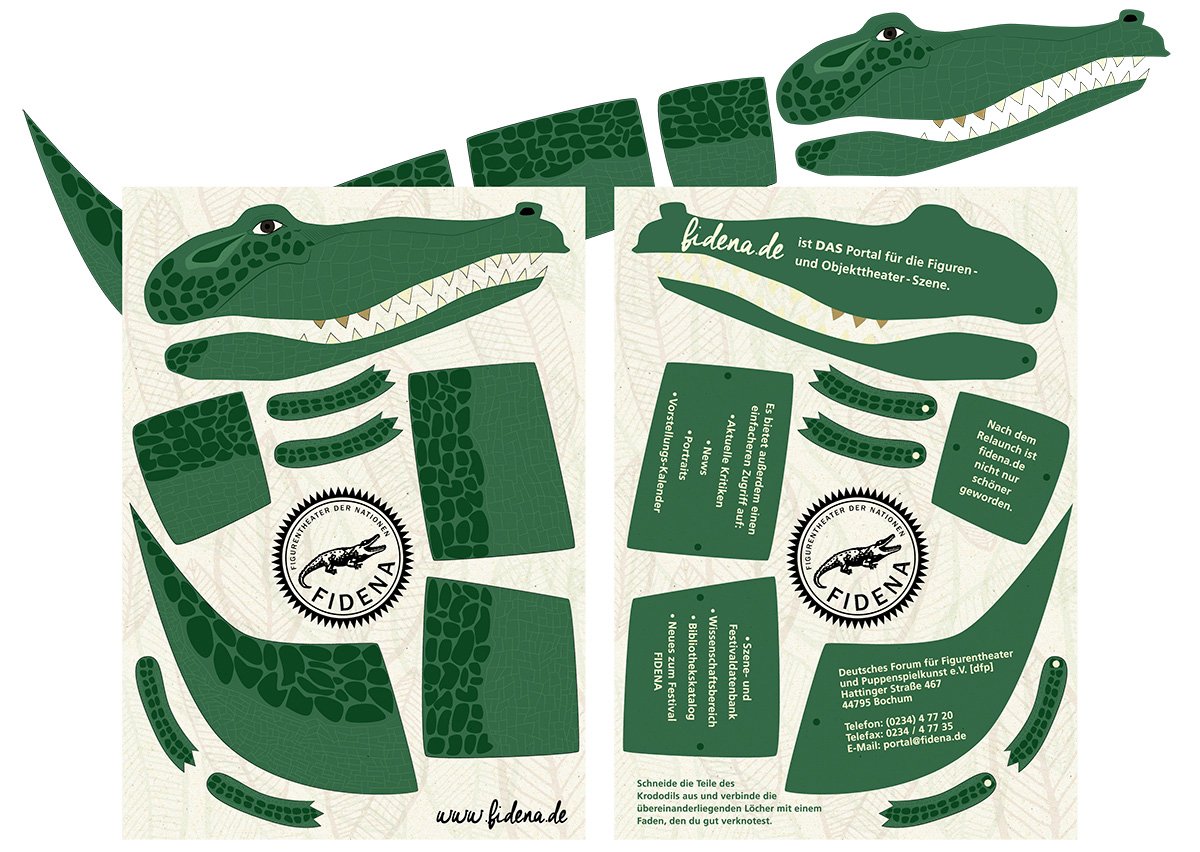 FIGURENTHEATER DER NATIONEN
FIDENA
www.fidena.de
fidena.de
ist DAS Portal für die Figuren-
und Objekttheater-Szene.
Es bietet außerdem einen
einfacheren Zugriff auf:
• Aktuelle Kritiken
• News
• Portraits
• Vorstellungs-Kalender
Nach dem
Relaunch ist
fidena.de
nicht nur
schöner
geworden.
FIGURENTHEATER DER NATIONEN
FIDENA
• Szene- und
Festivaldatenbank
• Wissenschaftsbereich
• Bibliothekskatalog
• Neues zum Festival
FIDENA
Deutsches Forum für Figurentheater
und Puppenspielkunst e.V. [dfp]
Hattinger Straße 467
44795 Bochum
Telefon: (0234) 4 77 20
Telefax: 0234 / 4 77 35
E-Mail: portal@fidena.de
Schneide die Teile des
Krododils aus und verbinde die
übereinanderliegenden Löcher mit einem
Faden, den du gut verknotest.